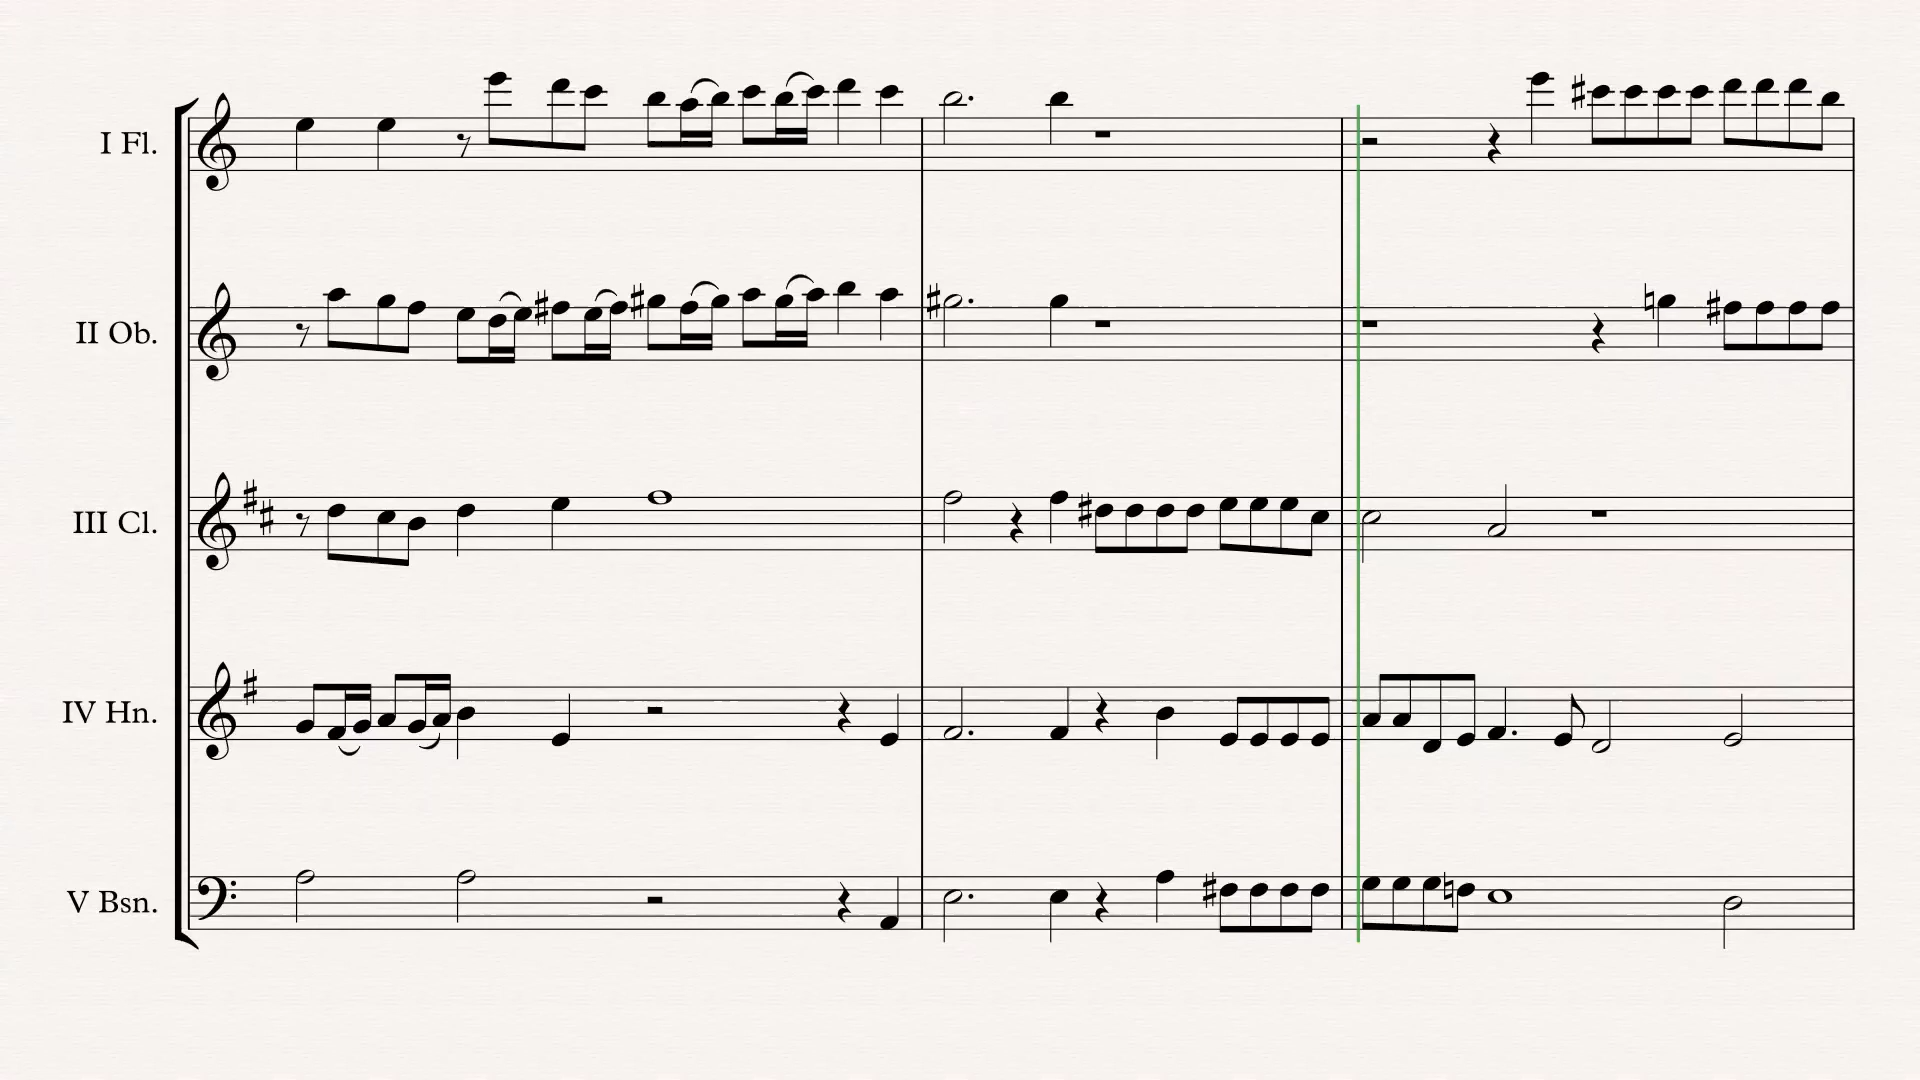 I Fl.
II Ob.
III Cl.
IV Hn.
V Bsn.